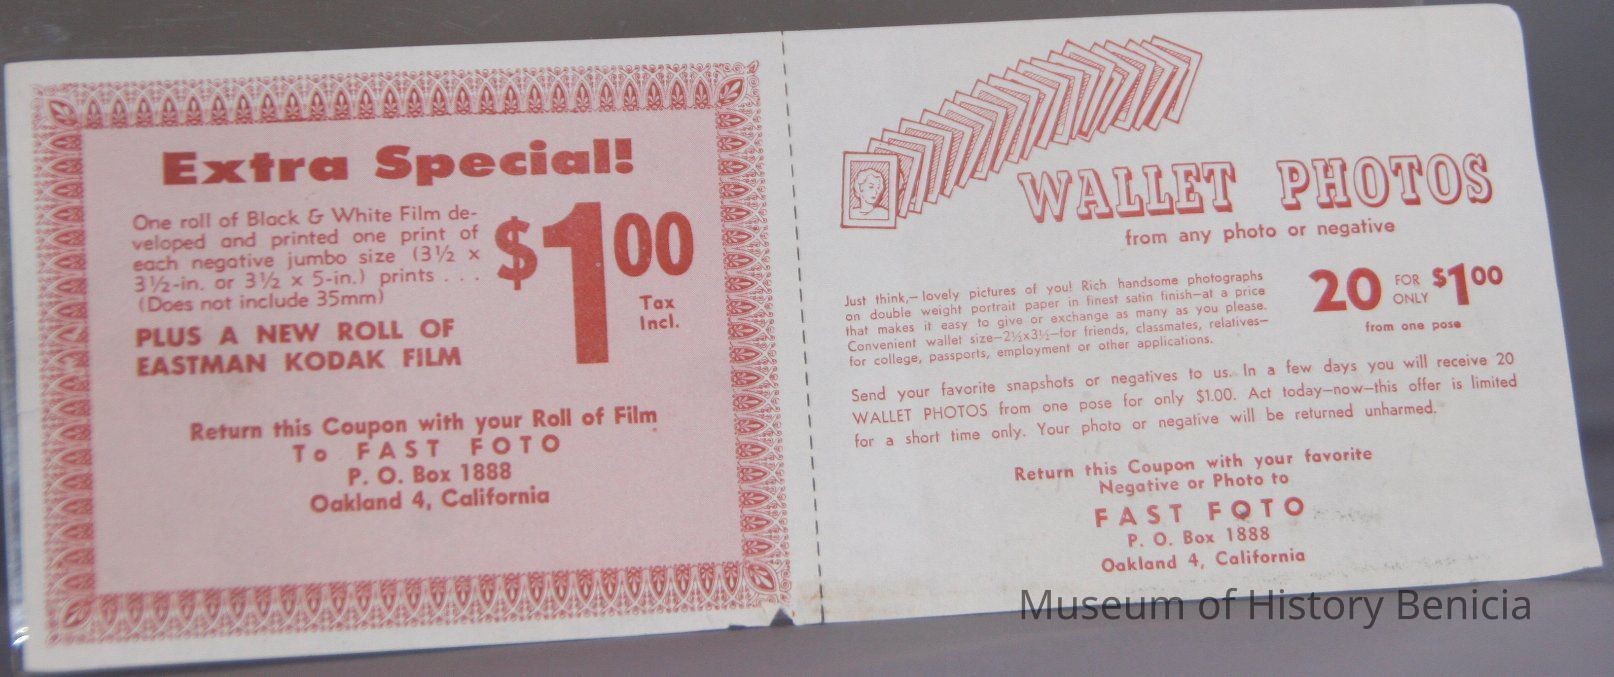 Extra Special!
One roll of Black & White Film de-
veloped and printed one print of
each negative jumbo size (3½ x
3½-in. or 3½ x 5-in.) prints . . .
(Does not include 35mm)
$1.00
Tax
Incl.
PLUS A NEW ROLL OF
EASTMAN KODAK FILM
Return this Coupon with your Roll of Film
To FAST FOTO
P. O. Box 1888
Oakland 4, California
WALLET PHOTOS
from any photo or negative
Just think,—lovely pictures of you! Rich handsome photographs
on double weight portrait paper in finest satin finish—at a price
that makes it easy to give or exchange as many as you please.
Convenient wallet size—2½x3½—for friends, classmates, relatives—
for college, passports, employment or other applications.
20 FOR ONLY $1.00
from one pose
Send your favorite snapshots or negatives to us. In a few days you will receive 20
WALLET PHOTOS from one pose for only $1.00. Act today—now—this offer is limited
for a short time only. Your photo or negative will be returned unharmed.
Return this Coupon with your favorite
Negative or Photo to
FAST FOTO
P. O. Box 1888
Oakland 4, California
Museum of History Benicia